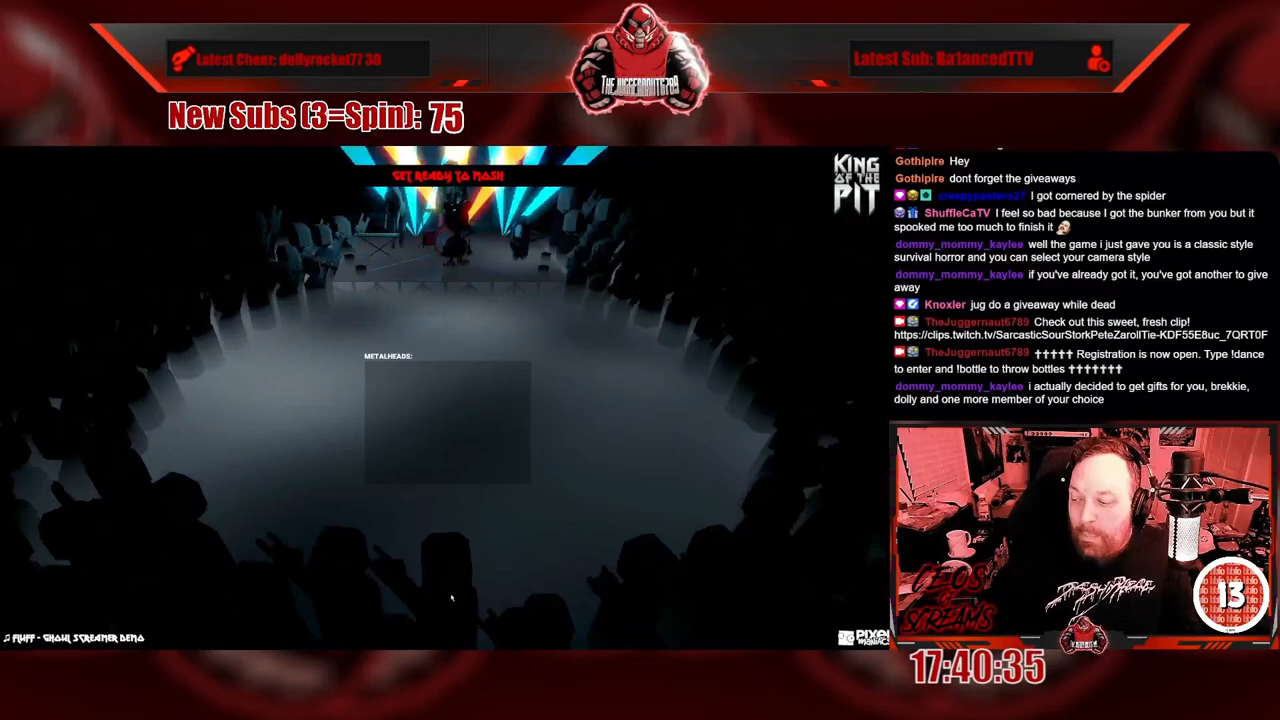 Latest Cheer: dollyrocket77 30
THEJUGGERNAUT6789
Latest Sub: Ba1ancedTTV
New Subs (3=Spin): 75
GET READY TO MOSH
KING
OF THE
PIT
METALHEADS:
Gothipire Hey
Gothipire dont forget the giveaways
I got cornered by the spider
ShuffleCaTV I feel so bad because I got the bunker from you but it
spooked me too much to finish it
dommy_mommy_kaylee well the game i just gave you is a classic style
survival horror and you can select your camera style
dommy_mommy_kaylee if you've already got it, you've got another to give
away
Knoxler jug do a giveaway while dead
TheJuggernaut6789 Check out this sweet, fresh clip!
https://clips.twitch.tv/SarcasticSourStorkPeteZarollTie-KDF55E8uc_7QRT0F
TheJuggernaut6789 †††††† Registration is now open. Type !dance
to enter and !bottle to throw bottles †††††††
dommy_mommy_kaylee i actually decided to get gifts for you, brekkie,
dolly and one more member of your choice
SCREAMS
13
♫ FLUFF - GHOUL SCREAMER DEMO
PIXEL
MANIACS
17:40:35